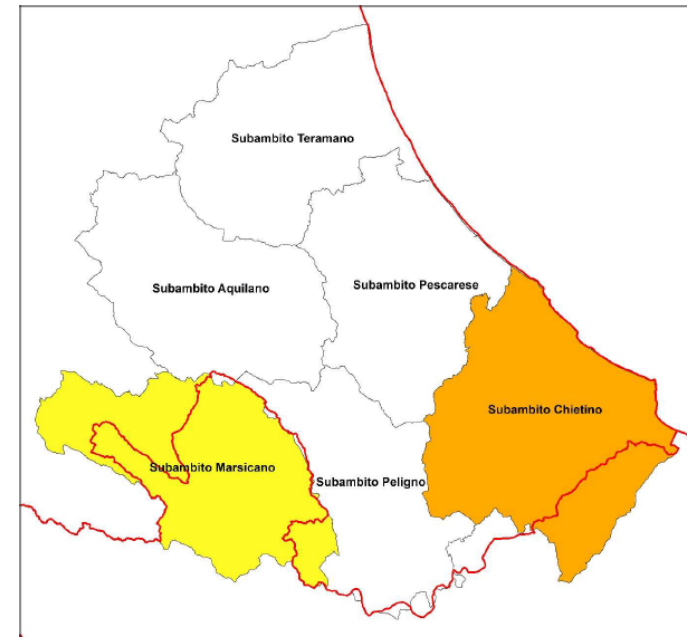 Subambito Teramano
Subambito Aquilano
Subambito Pescarese
Subambito Chietino
Subambito Marsicano
Subambito Peligno